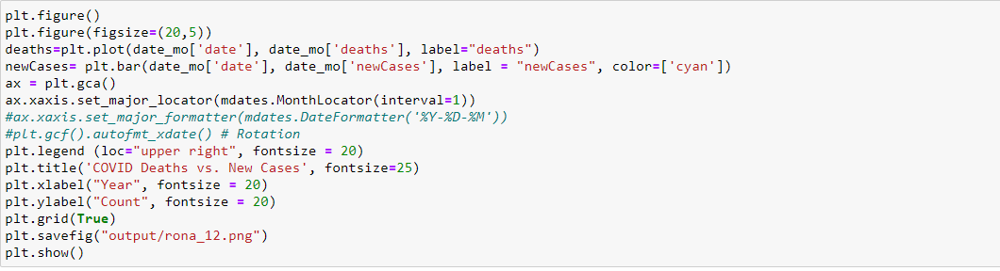 plt.figure()
plt.figure(figsize=(20,5))
deaths=plt.plot(date_mo['date'], date_mo['deaths'], label="deaths")
newCases= plt.bar(date_mo['date'], date_mo['newCases'], label = "newCases", color=['cyan'])
ax = plt.gca()
ax.xaxis.set_major_locator(mdates.MonthLocator(interval=1))
#ax.xaxis.set_major_formatter(mdates.DateFormatter('%Y-%D-%M'))
#plt.gcf().autofmt_xdate() # Rotation
plt.legend (loc="upper right", fontsize = 20)
plt.title('COVID Deaths vs. New Cases', fontsize=25)
plt.xlabel("Year", fontsize = 20)
plt.ylabel("Count", fontsize = 20)
plt.grid(True)
plt.savefig("output/rona_12.png")
plt.show()